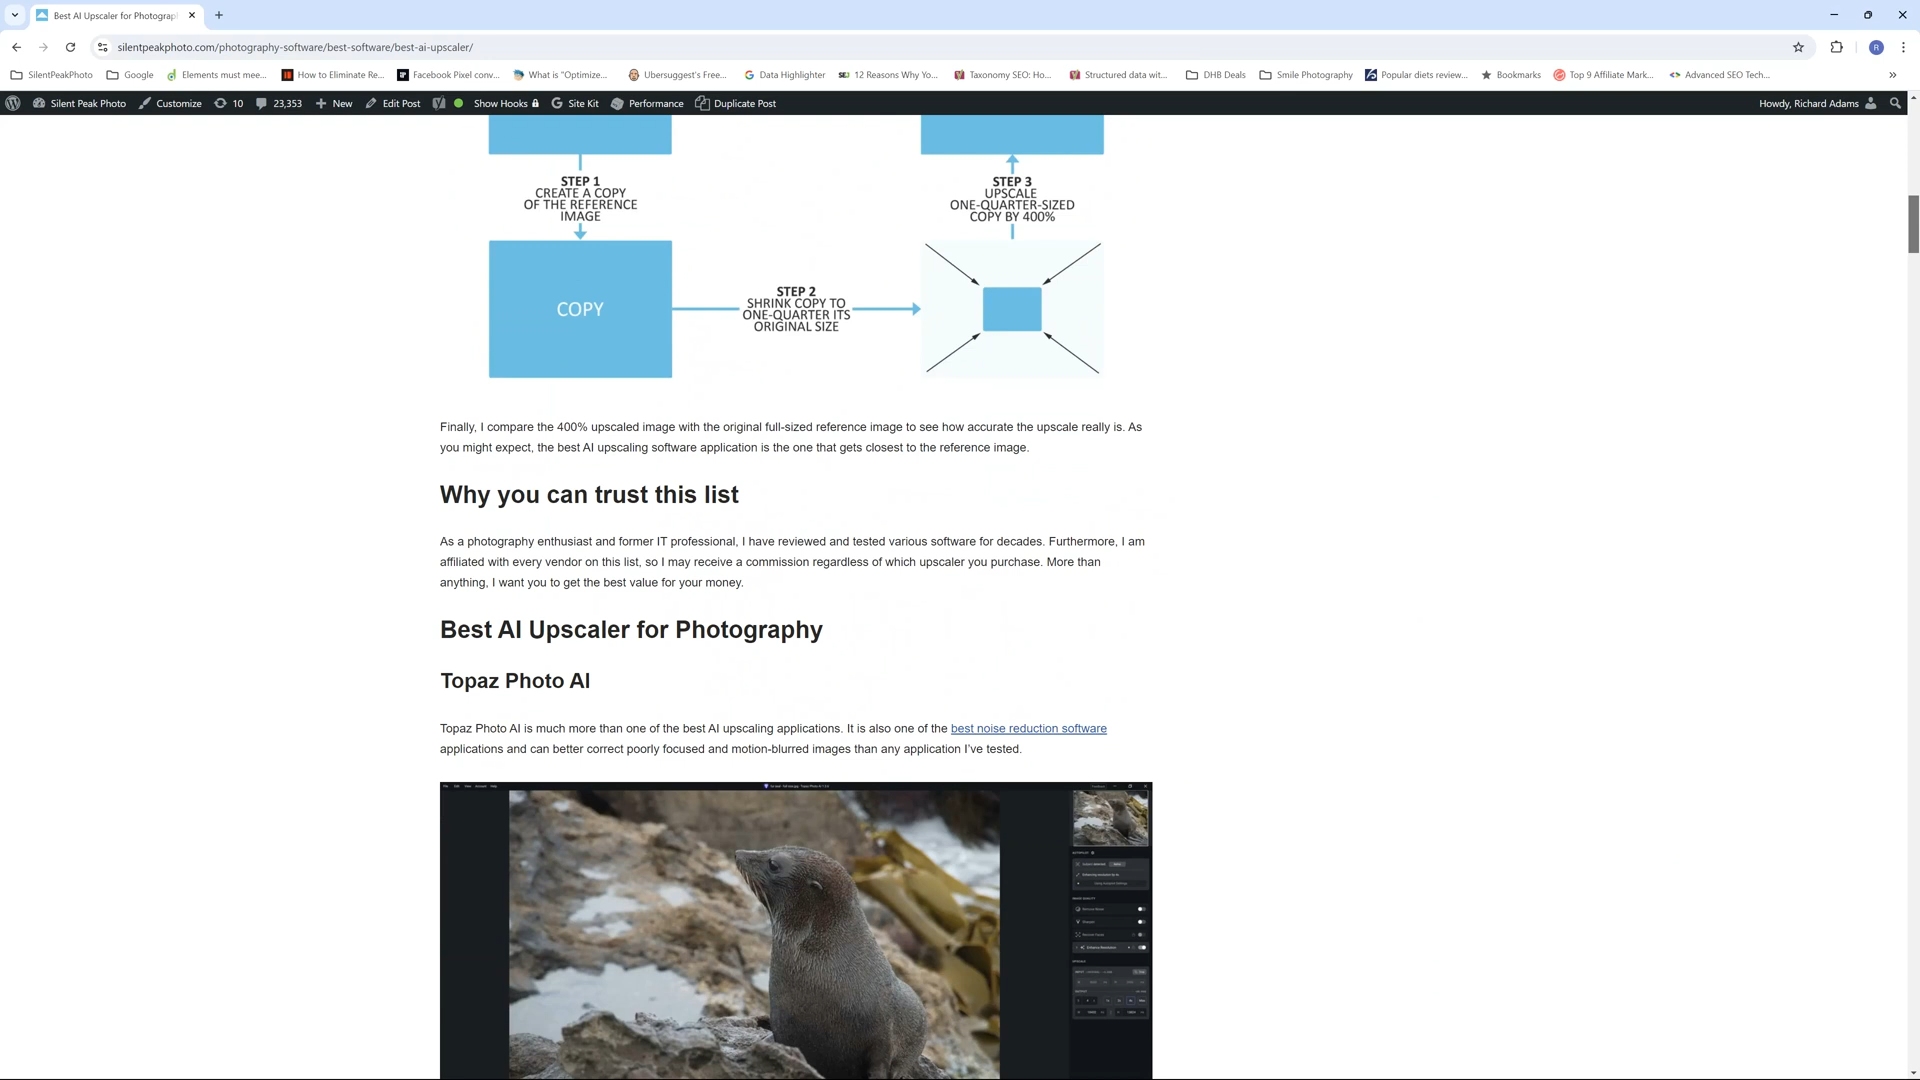 Best AI Upscaler for Photograp
silentpeakphoto.com/photography-software/best-software/best-ai-upscaler/
R
SilentPeakPhoto Google Elements must mee... How to Eliminate Re... Facebook Pixel conv... What is "Optimize... Ubersuggest's Free... Data Highlighter 12 Reasons Why Yo... Taxonomy SEO: Ho... Structured data wit... DHB Deals Smile Photography Popular diets review... Bookmarks Top 9 Affiliate Mark... Advanced SEO Tech...
Silent Peak Photo Customize 10 23,353 New Edit Post Show Hooks Site Kit Performance Duplicate Post Howdy, Richard Adams
STEP 1
CREATE A COPY
OF THE REFERENCE
IMAGE
STEP 3
UPSCALE
ONE-QUARTER-SIZED
COPY BY 400%
COPY
STEP 2
SHRINK COPY TO
ONE-QUARTER ITS
ORIGINAL SIZE
Finally, I compare the 400% upscaled image with the original full-sized reference image to see how accurate the upscale really is. As
you might expect, the best AI upscaling software application is the one that gets closest to the reference image.
Why you can trust this list
As a photography enthusiast and former IT professional, I have reviewed and tested various software for decades. Furthermore, I am
affiliated with every vendor on this list, so I may receive a commission regardless of which upscaler you purchase. More than
anything, I want you to get the best value for your money.
Best AI Upscaler for Photography
Topaz Photo AI
Topaz Photo AI is much more than one of the best AI upscaling applications. It is also one of the best noise reduction software
applications and can better correct poorly focused and motion-blurred images than any application I've tested.
File Edit View Account Help
Enhance Resolution